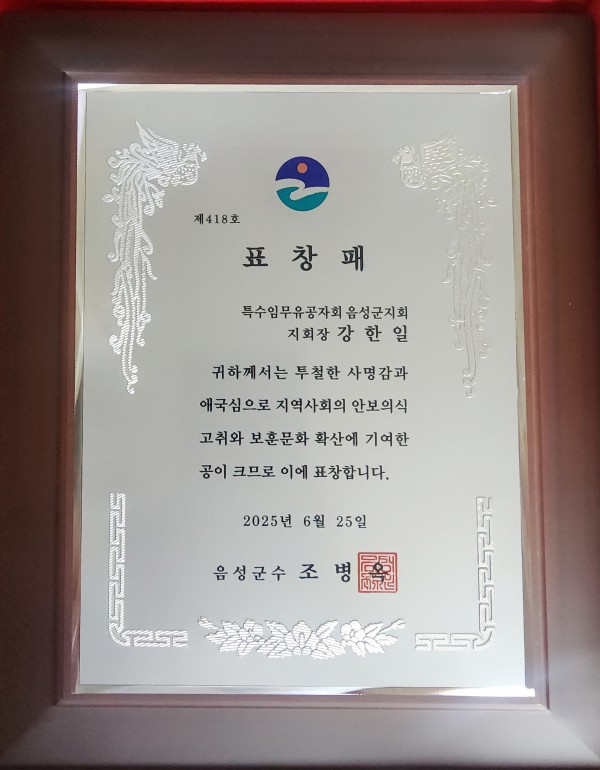 제418호
표창패
특수임무유공자회 음성군지회
지회장 강한일
귀하께서는 투철한 사명감과
애국심으로 지역사회의 안보의식
고취와 보훈문화 확산에 기여한
공이 크므로 이에 표창합니다.
2025년 6월 25일
음성군수 조병옥